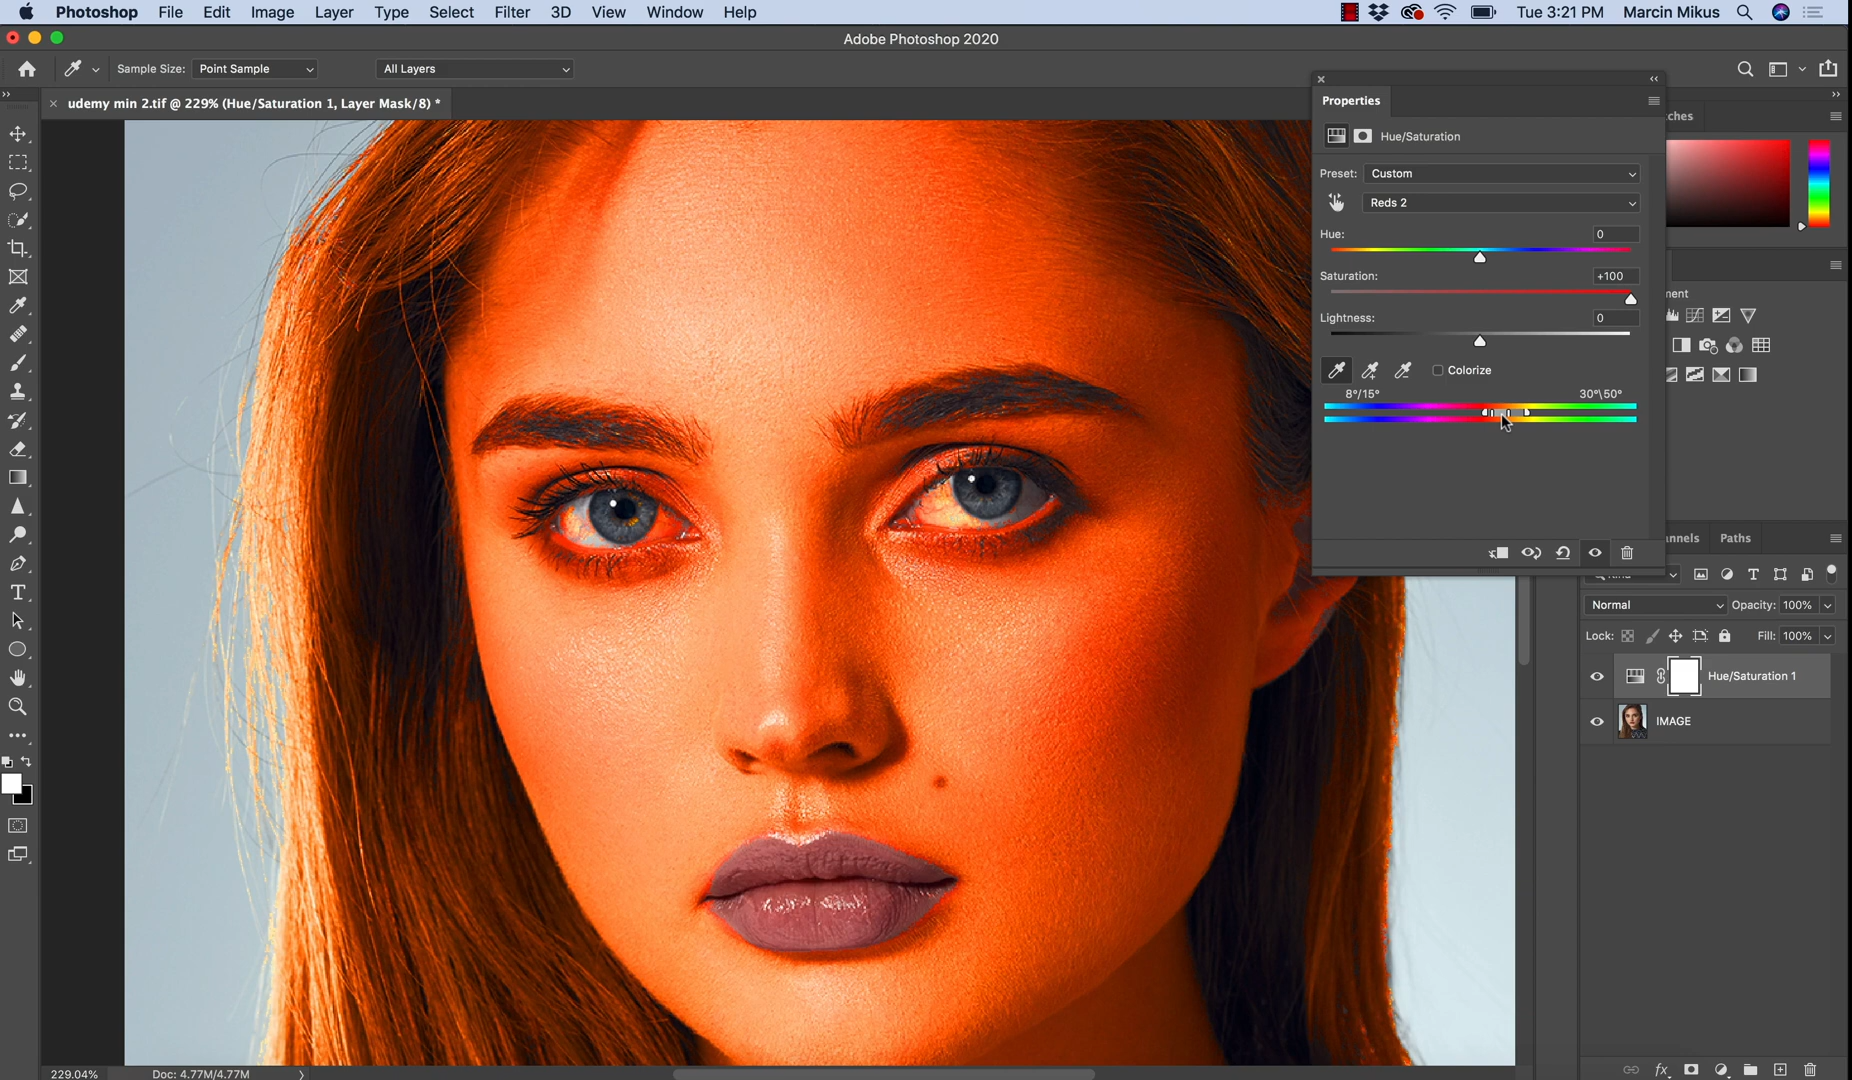 Photoshop File Edit Image Layer Type Select Filter 3D View Window Help Tue 3:21 PM Marcin Mikus
Adobe Photoshop 2020
Sample Size: Point Sample All Layers
udemy min 2.tif @ 229% (Hue/Saturation 1, Layer Mask/8) *
Properties
Hue/Saturation
Preset: Custom
Reds 2
Hue: 0
Saturation: +100
Lightness: 0
Colorize
8°/15° 30°\50°
ches
ment
annels Paths
Normal Opacity: 100%
Lock: Fill: 100%
Hue/Saturation 1
IMAGE
229.04% Doc: 4.77M/4.77M